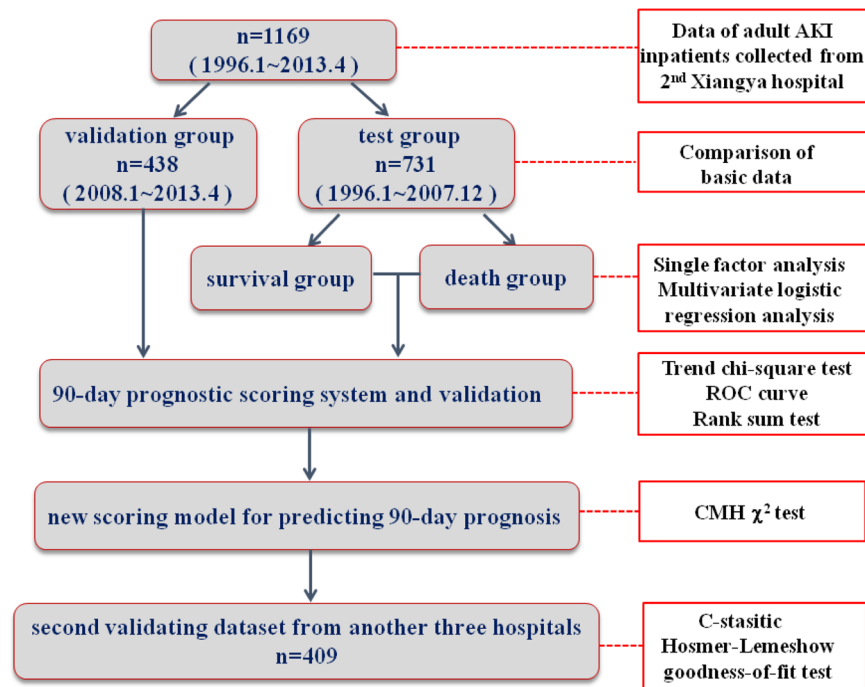 n=1169
( 1996.1~2013.4 )
Data of adult AKI
inpatients collected from
2nd Xiangya hospital
validation group
n=438
( 2008.1~2013.4 )
test group
n=731
( 1996.1~2007.12 )
Comparison of
basic data
survival group
death group
Single factor analysis
Multivariate logistic
regression analysis
90-day prognostic scoring system and validation
Trend chi-square test
ROC curve
Rank sum test
new scoring model for predicting 90-day prognosis
CMH χ² test
second validating dataset from another three hospitals
n=409
C-stasitic
Hosmer-Lemeshow
goodness-of-fit test